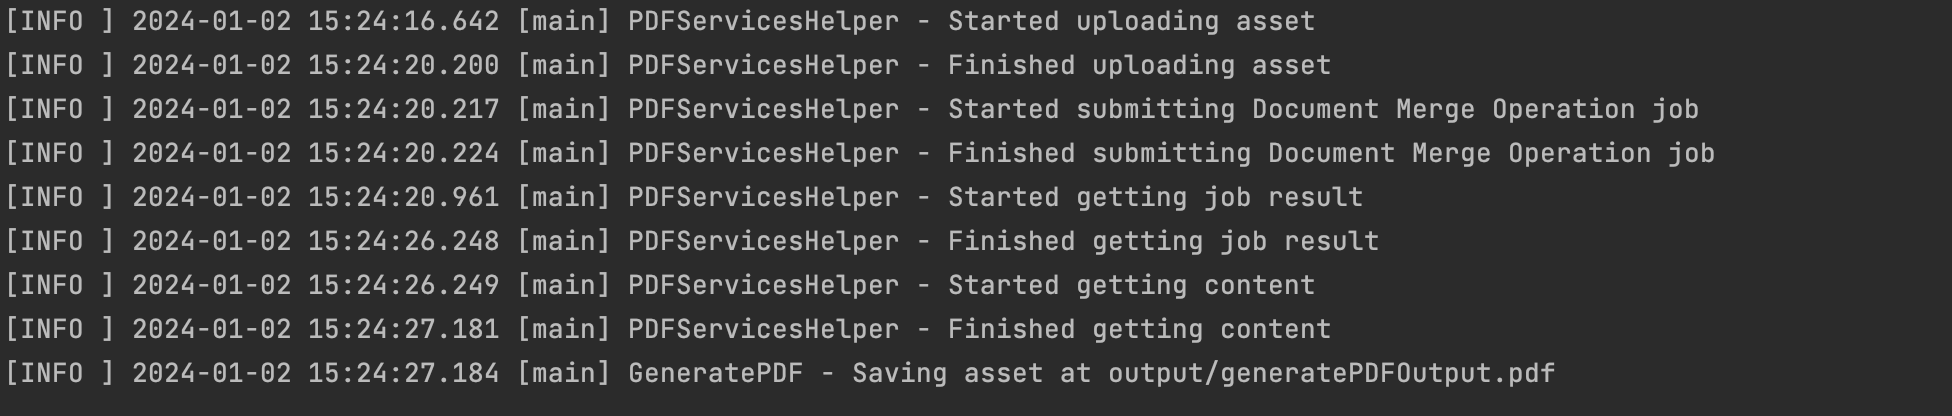 [INFO ] 2024-01-02 15:24:16.642 [main] PDFServicesHelper - Started uploading asset
[INFO ] 2024-01-02 15:24:20.200 [main] PDFServicesHelper - Finished uploading asset
[INFO ] 2024-01-02 15:24:20.217 [main] PDFServicesHelper - Started submitting Document Merge Operation job
[INFO ] 2024-01-02 15:24:20.224 [main] PDFServicesHelper - Finished submitting Document Merge Operation job
[INFO ] 2024-01-02 15:24:20.961 [main] PDFServicesHelper - Started getting job result
[INFO ] 2024-01-02 15:24:26.248 [main] PDFServicesHelper - Finished getting job result
[INFO ] 2024-01-02 15:24:26.249 [main] PDFServicesHelper - Started getting content
[INFO ] 2024-01-02 15:24:27.181 [main] PDFServicesHelper - Finished getting content
[INFO ] 2024-01-02 15:24:27.184 [main] GeneratePDF - Saving asset at output/generatePDFOutput.pdf